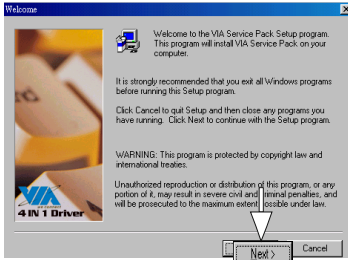 Welcome
Welcome to the VIA Service Pack Setup program.
This program will install VIA Service Pack on your
computer.
It is strongly recommended that you exit all Windows programs
before running this Setup program.
Click Cancel to quit Setup and then close any programs you
have running. Click Next to continue with the Setup program.
WARNING: This program is protected by copyright law and
international treaties.
Unauthorized reproduction or distribution of this program, or any
portion of it, may result in severe civil and criminal penalties, and
will be prosecuted to the maximum extent possible under law.
VIA
4 IN 1 Driver
Next >
Cancel